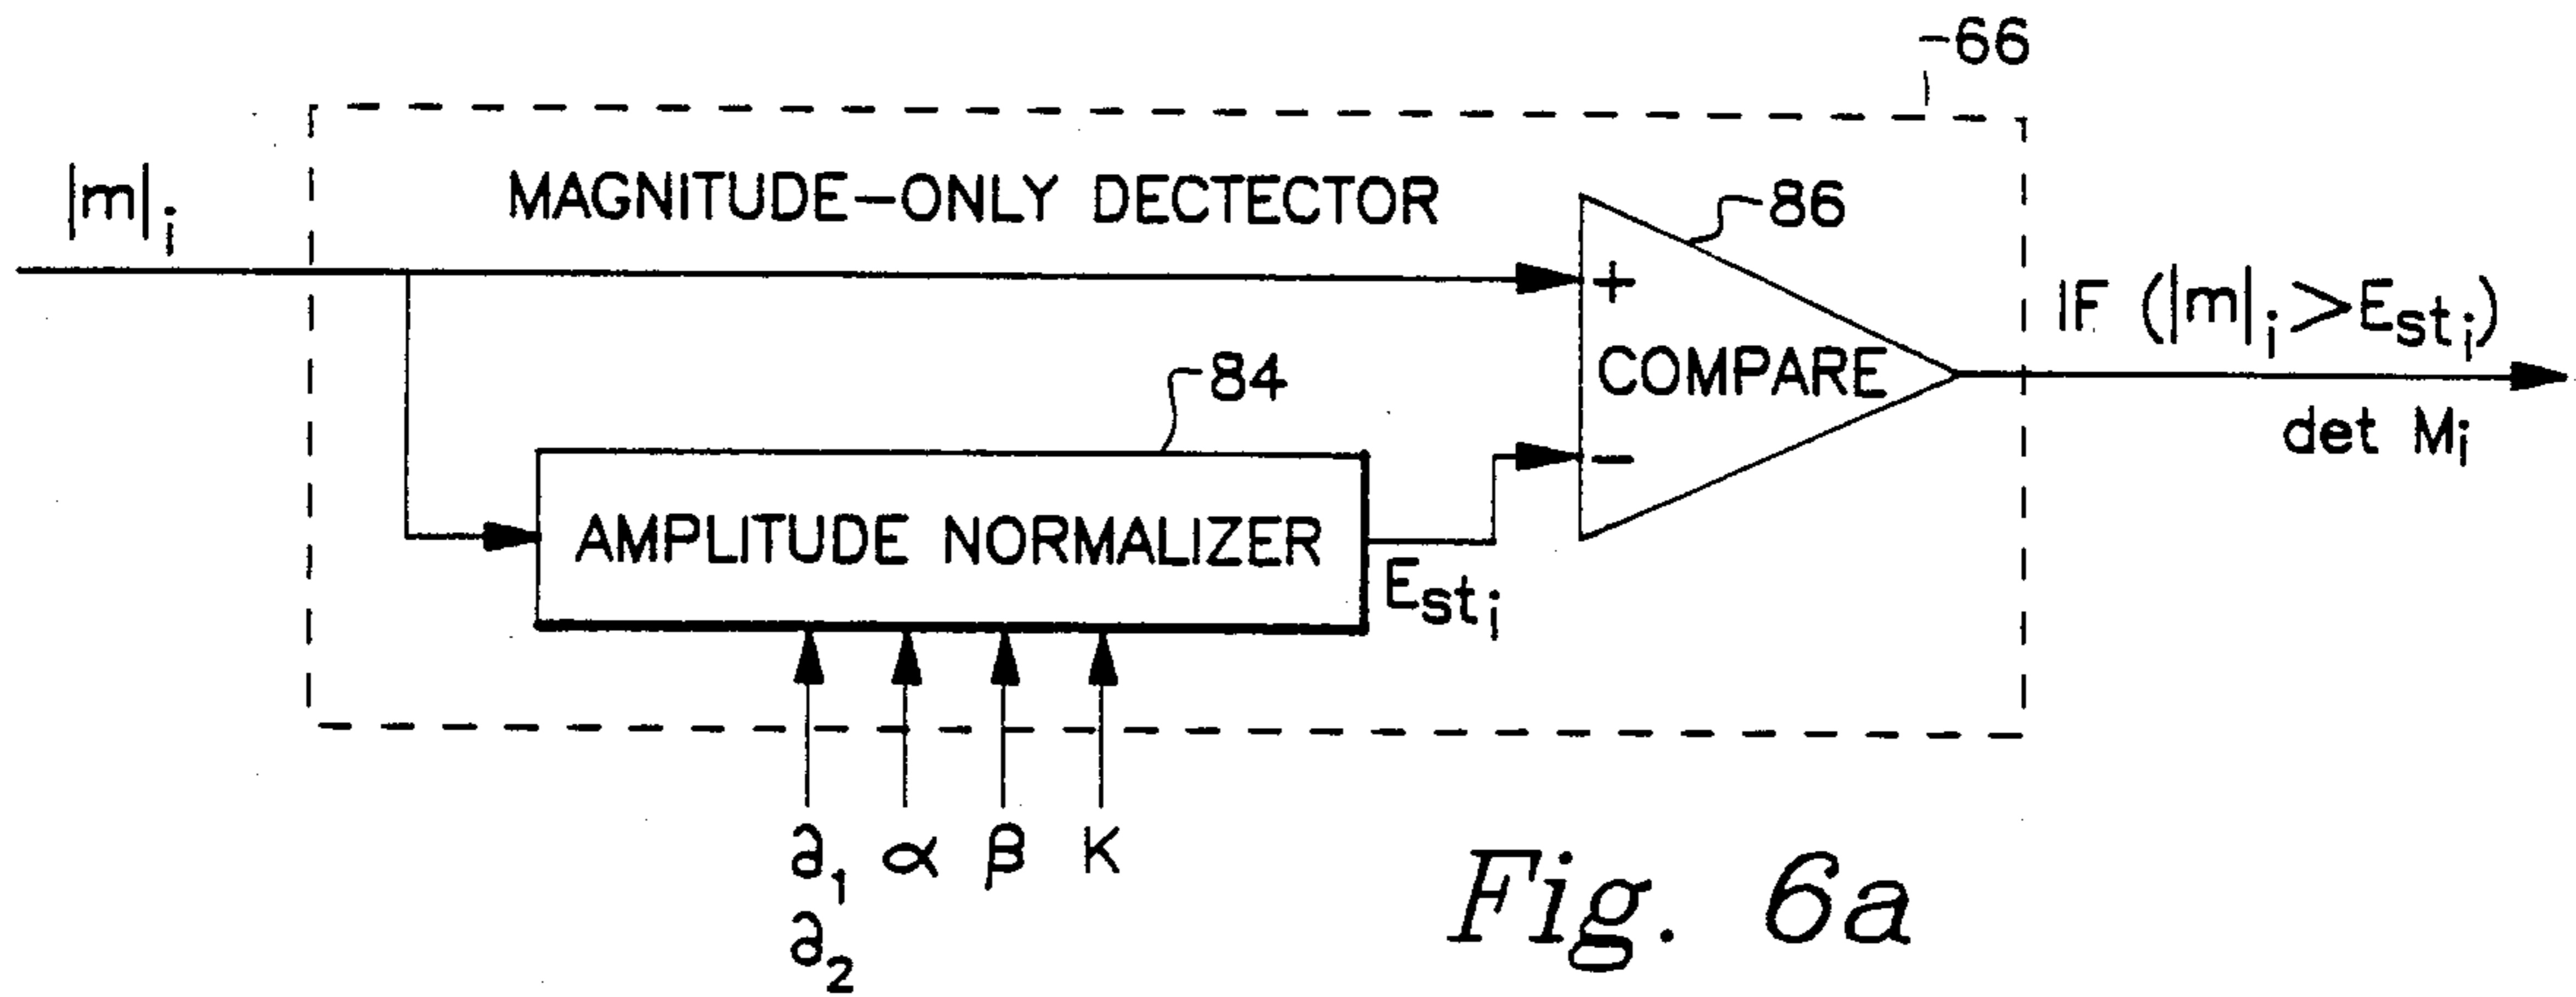 66
|m|i
MAGNITUDE-ONLY DECTECTOR
86
+
IF (|m|i>Esti)
COMPARE
84
det Mi
-
AMPLITUDE NORMALIZER
Esti
a1 α β K
a2
Fig. 6a